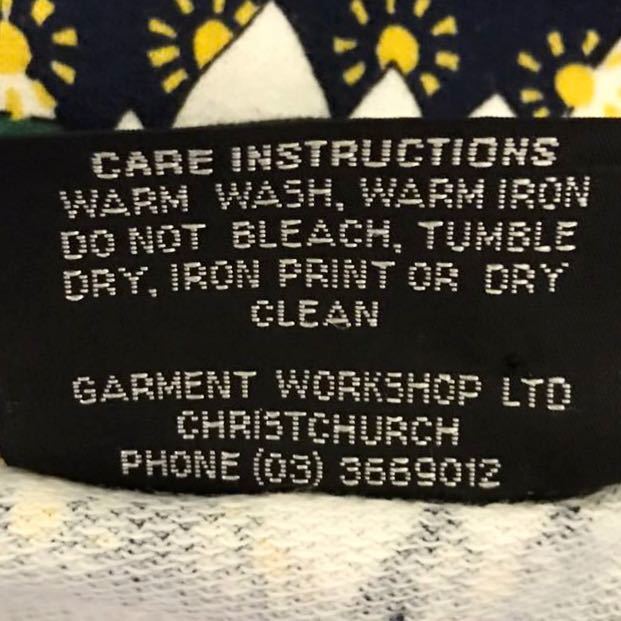 CARE INSTRUCTIONS
WARM WASH, WARM IRON
DO NOT BLEACH, TUMBLE
DRY, IRON PRINT OR DRY
CLEAN
GARMENT WORKSHOP LTD
CHRISTCHURCH
PHONE (03) 3669012